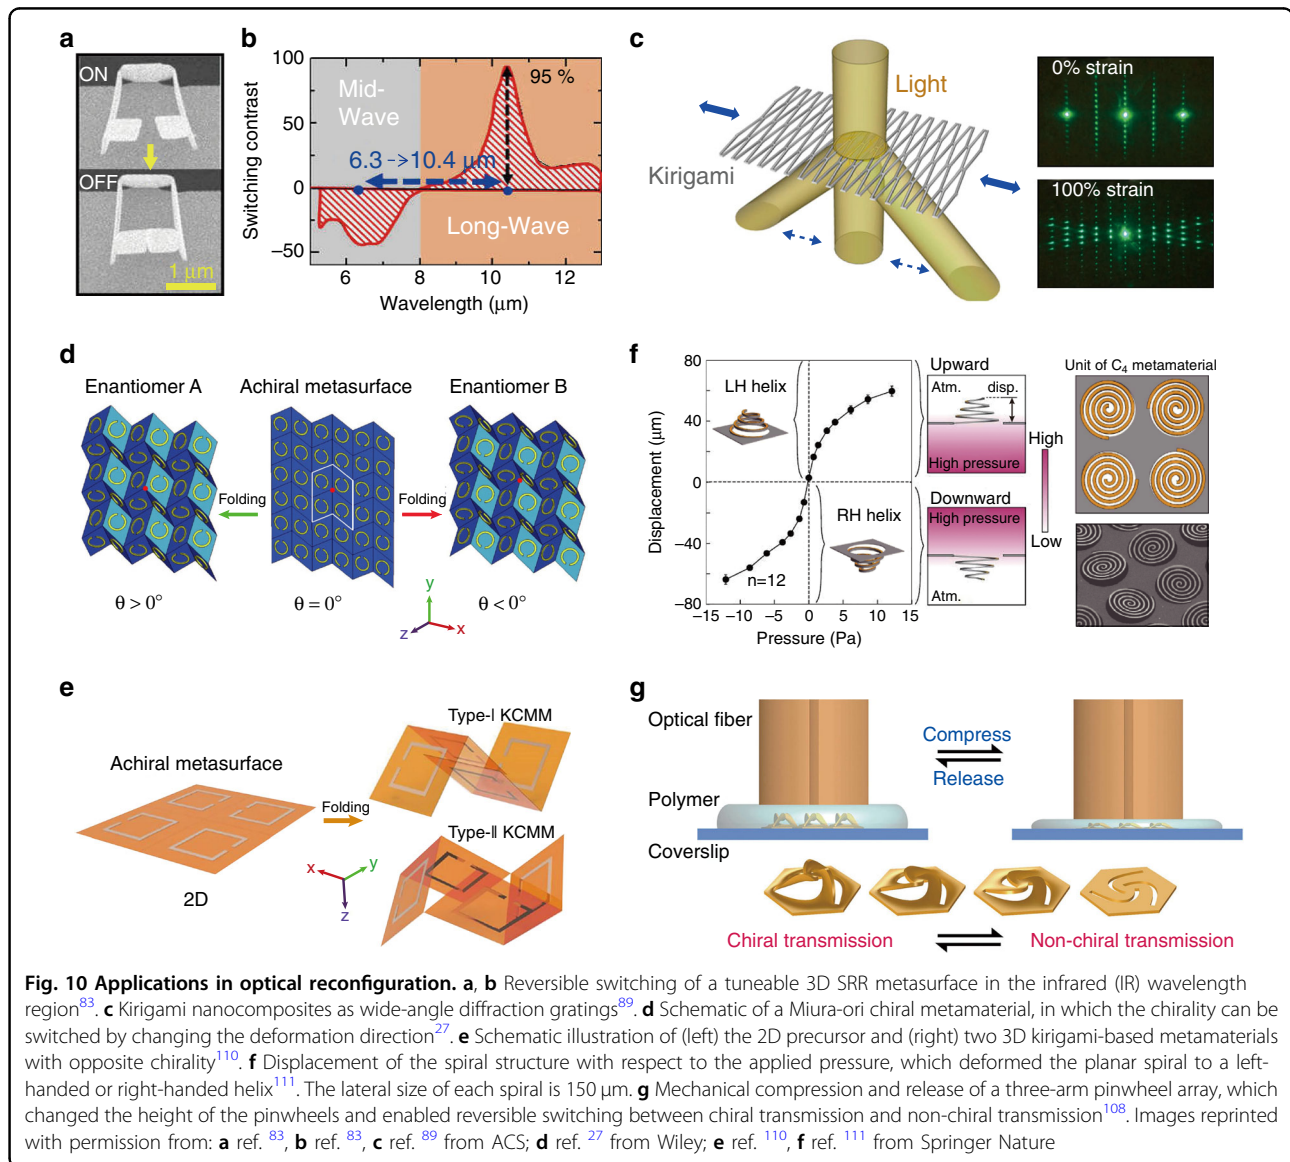 a
ON
OFF
1 µm
b
100
50
0
−50
Switching contrast
Mid-
Wave
95 %
6.3 ->10.4 µm
Long-Wave
6
8
10
12
Wavelength (µm)
c
Light
Kirigami
0% strain
100% strain
d
Enantiomer A
Achiral metasurface
Enantiomer B
Folding
Folding
θ > 0°
θ = 0°
θ < 0°
y
z
x
f
80
40
0
−40
−80
Displacement (µm)
LH helix
RH helix
n=12
−15
−10
−5
0
5
10
15
Pressure (Pa)
Upward
Atm.
disp.
High pressure
Downward
High pressure
Atm.
High
Low
Unit of C4 metamaterial
e
Achiral metasurface
2D
Folding
x
y
z
Type-I KCMM
Type-II KCMM
g
Optical fiber
Compress
Release
Polymer
Coverslip
Chiral transmission
Non-chiral transmission
Fig. 10 Applications in optical reconfiguration. a, b Reversible switching of a tuneable 3D SRR metasurface in the infrared (IR) wavelength
region83. c Kirigami nanocomposites as wide-angle diffraction gratings89. d Schematic of a Miura-ori chiral metamaterial, in which the chirality can be
switched by changing the deformation direction27. e Schematic illustration of (left) the 2D precursor and (right) two 3D kirigami-based metamaterials
with opposite chirality110. f Displacement of the spiral structure with respect to the applied pressure, which deformed the planar spiral to a left-
handed or right-handed helix111. The lateral size of each spiral is 150 µm. g Mechanical compression and release of a three-arm pinwheel array, which
changed the height of the pinwheels and enabled reversible switching between chiral transmission and non-chiral transmission108. Images reprinted
with permission from: a ref. 83, b ref. 83, c ref. 89 from ACS; d ref. 27 from Wiley; e ref. 110, f ref. 111 from Springer Nature